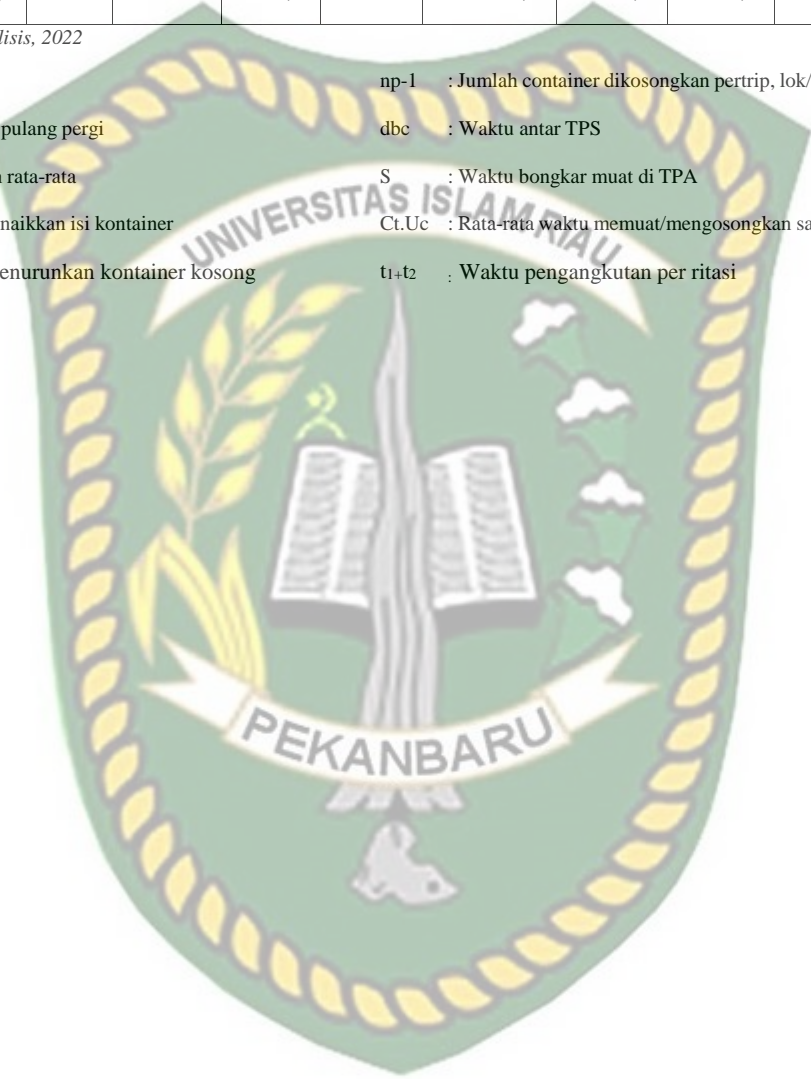 lisis, 2022
np-1 : Jumlah container dikosongkan pertrip, lok/
pulang pergi dbc : Waktu antar TPS
rata-rata S : Waktu bongkar muat di TPA
naikkan isi kontainer Ct.Uc : Rata-rata waktu memuat/mengosongkan sa
enurunkan kontainer kosong t1+t2 : Waktu pengangkutan per ritasi
UNIVERSITAS ISLAM RIAU
PEKANBARU